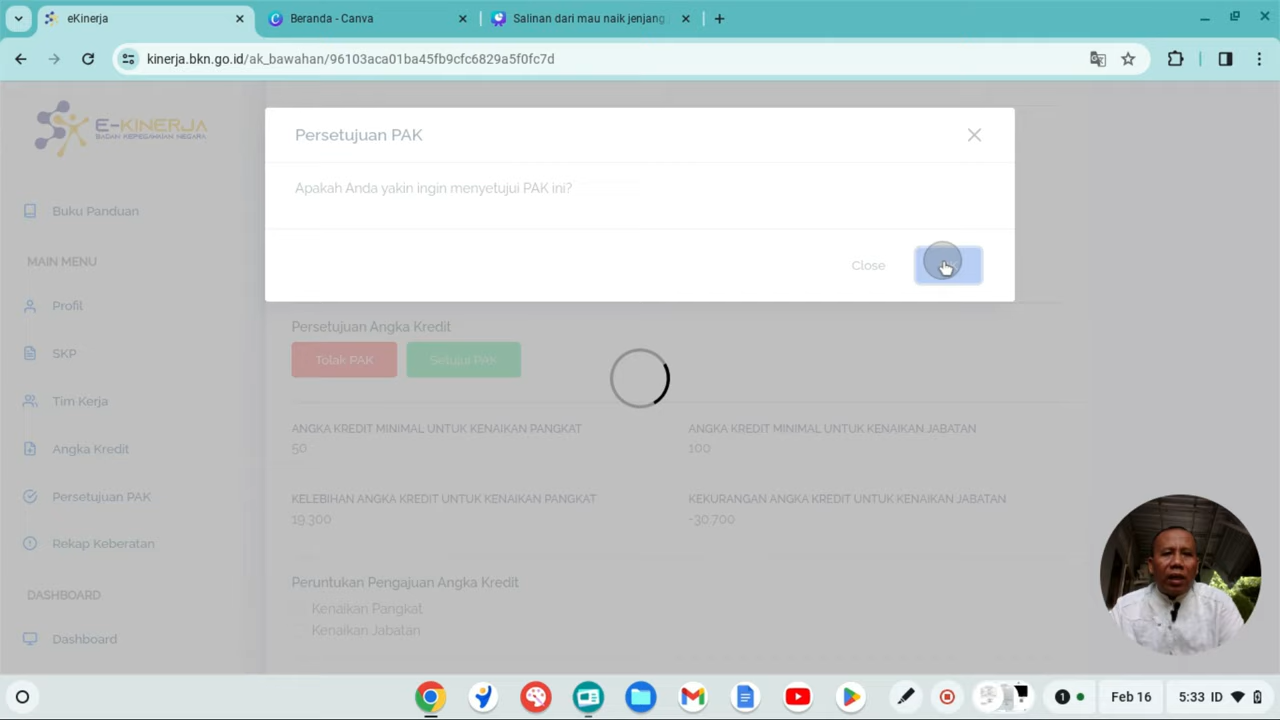 eKinerja
Beranda - Canva
Salinan dari mau naik jenjang
kinerja.bkn.go.id/ak_bawahan/96103aca01ba45fb9cfc6829a5f0fc7d
E-KINERJA
BADAN KEPEGAWAIAN NEGARA
Buku Panduan
MAIN MENU
Profil
SKP
Tim Kerja
Angka Kredit
Persetujuan PAK
Rekap Keberatan
DASHBOARD
Dashboard
Persetujuan PAK
Apakah Anda yakin ingin menyetujui PAK ini?
Close
Persetujuan Angka Kredit
Tolak PAK
Setujui PAK
ANGKA KREDIT MINIMAL UNTUK KENAIKAN PANGKAT
50
ANGKA KREDIT MINIMAL UNTUK KENAIKAN JABATAN
100
KELEBIHAN ANGKA KREDIT UNTUK KENAIKAN PANGKAT
19.300
KEKURANGAN ANGKA KREDIT UNTUK KENAIKAN JABATAN
-30.700
Peruntukan Pengajuan Angka Kredit
Kenaikan Pangkat
Kenaikan Jabatan
1
Feb 16
5:33 ID